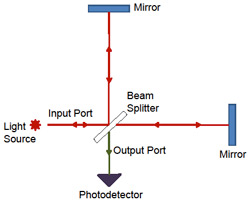 Mirror
Beam
Splitter
Input Port
Light
Source
Output Port
Mirror
Photodetector